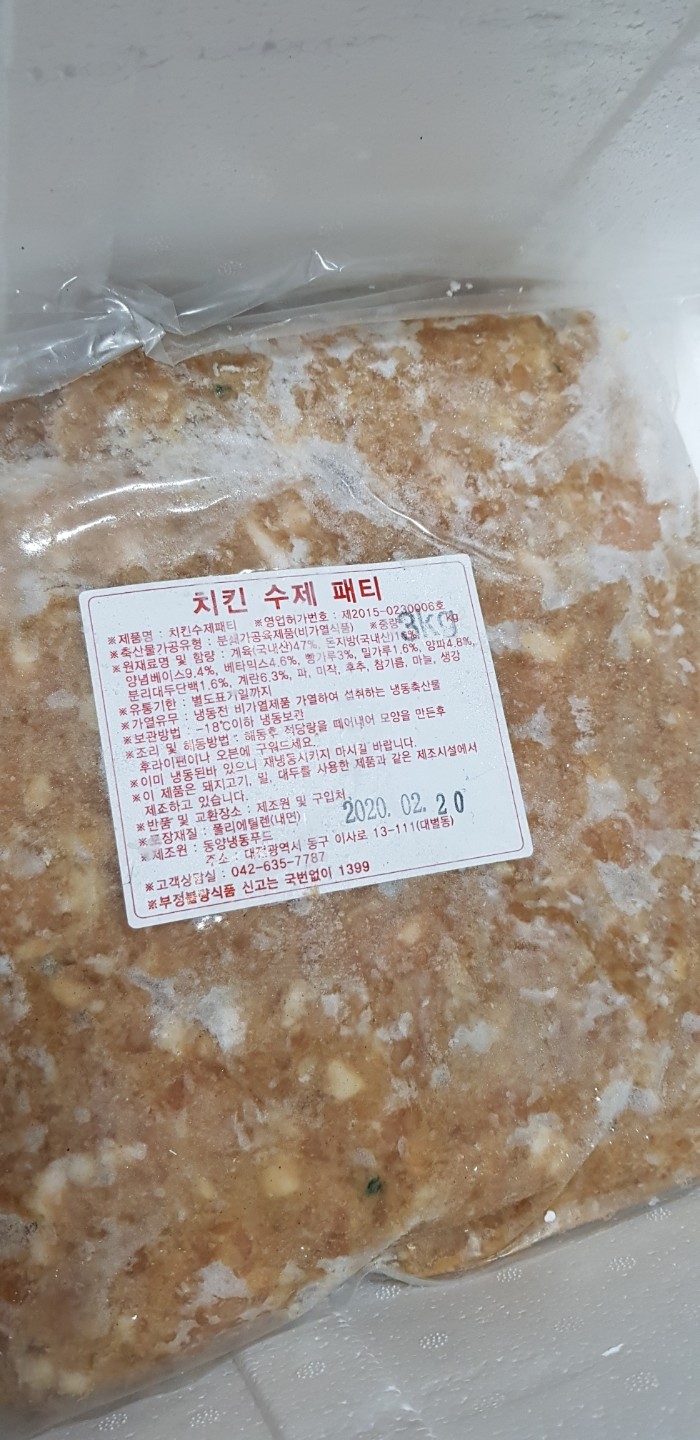 치킨 수제 패티
※제품명 : 치킨수제패티 ※영업허가번호 : 제2015-0230006호
※축산물가공유형 : 분쇄가공육제품(비가열식품) ※중량 3kg Kg
※원재료명 및 함량 : 계육(국내산)47%, 돈지방(국내산)
양념베이스9.4%, 베타믹스4.6%, 빵가루3%, 밀가루1.6%, 양파4.8%,
분리대두단백1.6%, 계란6.3%, 파, 미작, 후추, 참기름, 마늘, 생강
※유통기한 : 별도표기일까지
※가열유무 : 냉동전 비가열제품 가열하여 섭취하는 냉동축산물
※보관방법 : -18℃이하 냉동보관
※조리 및 해동방법 : 해동후 적당량을 떼어내어 모양을 만든후
후라이팬이나 오븐에 구워드세요.
※이미 냉동된바 있으니 재냉동시키지 마시길 바랍니다.
※이 제품은 돼지고기, 밀, 대두를 사용한 제품과 같은 제조시설에서
제조하고 있습니다.
※반품 및 교환장소 : 제조원 및 구입처
※포장재질 : 폴리에틸렌(내면) 2020. 02. 20
※제조원 : 동양냉동푸드
주소 : 대전광역시 동구 이사로 13-111(대별동)
※고객상담실 : 042-635-7787
※부정불량식품 신고는 국번없이 1399